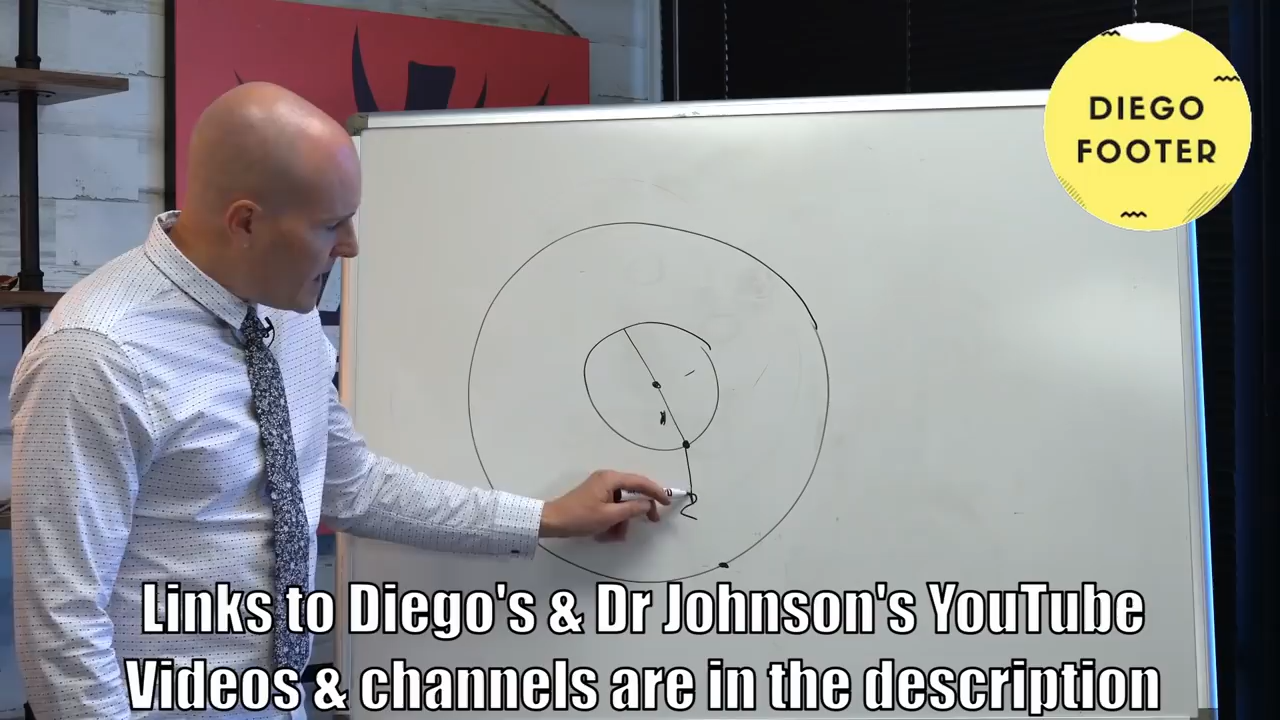 DIEGO
FOOTER
Links to Diego's & Dr Johnson's YouTube
Videos & channels are in the description